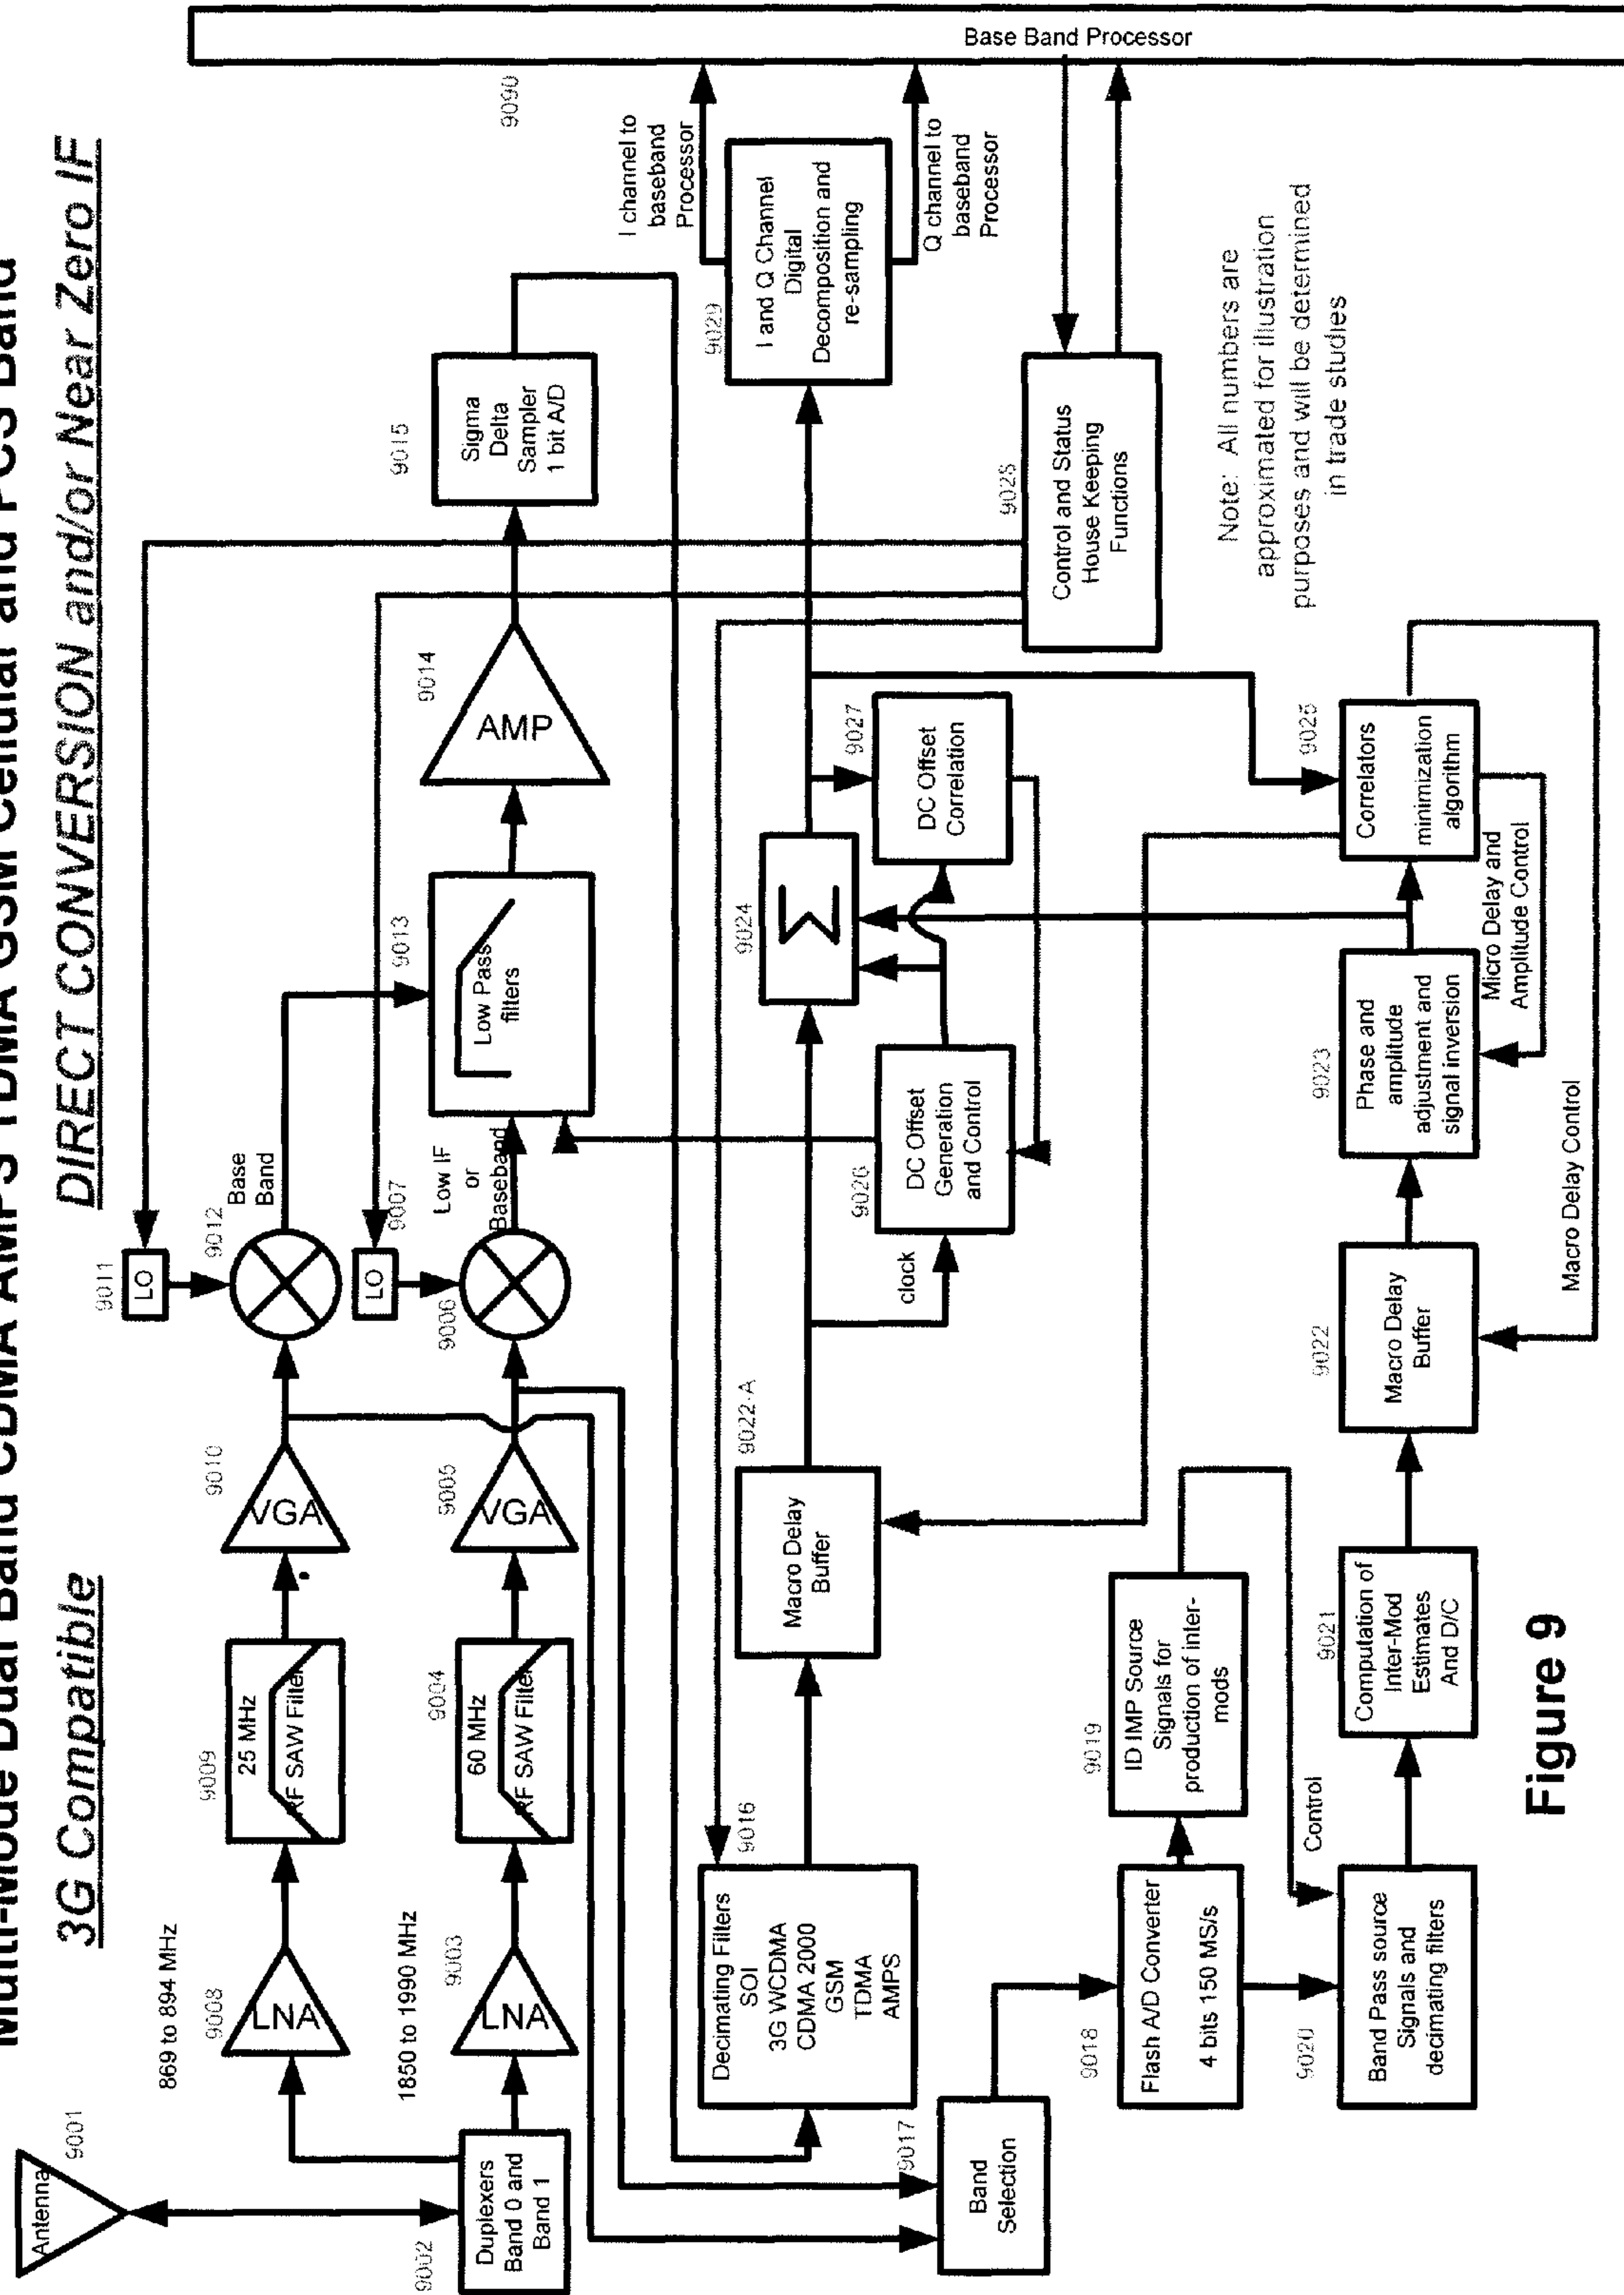 Multi-Mode Dual Band CDMA AMPS TDMA GSM Cellular and PCS Band
3G Compatible
DIRECT CONVERSION and/or Near Zero IF
Antenna
9001
9002
Duplexers
Band 0 and
Band 1
869 to 894 MHz
9008
LNA
9009
25 MHz
RF SAW Filter
9010
VGA
9011
LO
9012
Base
Band
1850 to 1990 MHz
9003
LNA
9004
60 MHz
RF SAW Filter
9005
VGA
9006
9007
LO
Low IF
or
Baseband
9013
Low Pass
filters
9014
AMP
9015
Sigma
Delta
Sampler
1 bit A/D
9090
Base Band Processor
9016
Decimating Filters
SOI
3G WCDMA
CDMA 2000
GSM
TDMA
AMPS
9022-A
Macro Delay
Buffer
clock
9026
DC Offset
Generation
and Control
9024
Σ
9027
DC Offset
Correlation
9029
I and Q Channel
Digital
Decomposition and
re-sampling
I channel to
baseband
Processor
Q channel to
baseband
Processor
9028
Control and Status
House Keeping
Functions
9017
Band
Selection
9018
Flash A/D Converter
4 bits 150 MS/s
9019
ID IMP Source
Signals for
production of inter-
mods
Control
9020
Band Pass source
Signals and
decimating filters
9021
Computation of
Inter-Mod
Estimates
And D/C
9022
Macro Delay
Buffer
9023
Phase and
amplitude
adjustment and
signal inversion
Micro Delay and
Amplitude Control
9025
Correlators
minimization
algorithm
Macro Delay Control
Note: All numbers are
approximated for illustration
purposes and will be determined
in trade studies
Figure 9